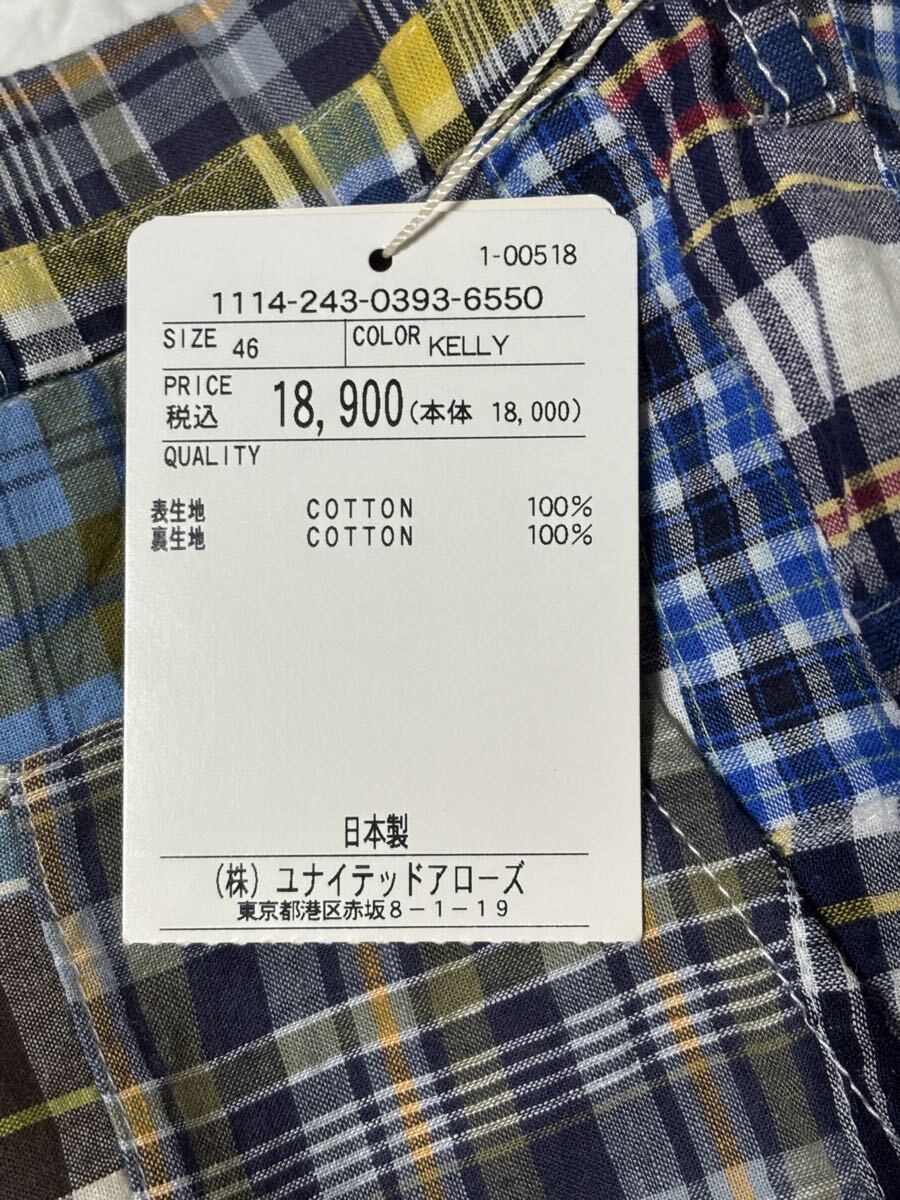 1-00518
1114-243-0393-6550
SIZE 46 COLOR KELLY
PRICE
税込 18,900(本体 18,000)
QUALITY
表生地 COTTON 100%
裏生地 COTTON 100%
日本製
(株) ユナイテッドアローズ
東京都港区赤坂8-1-19